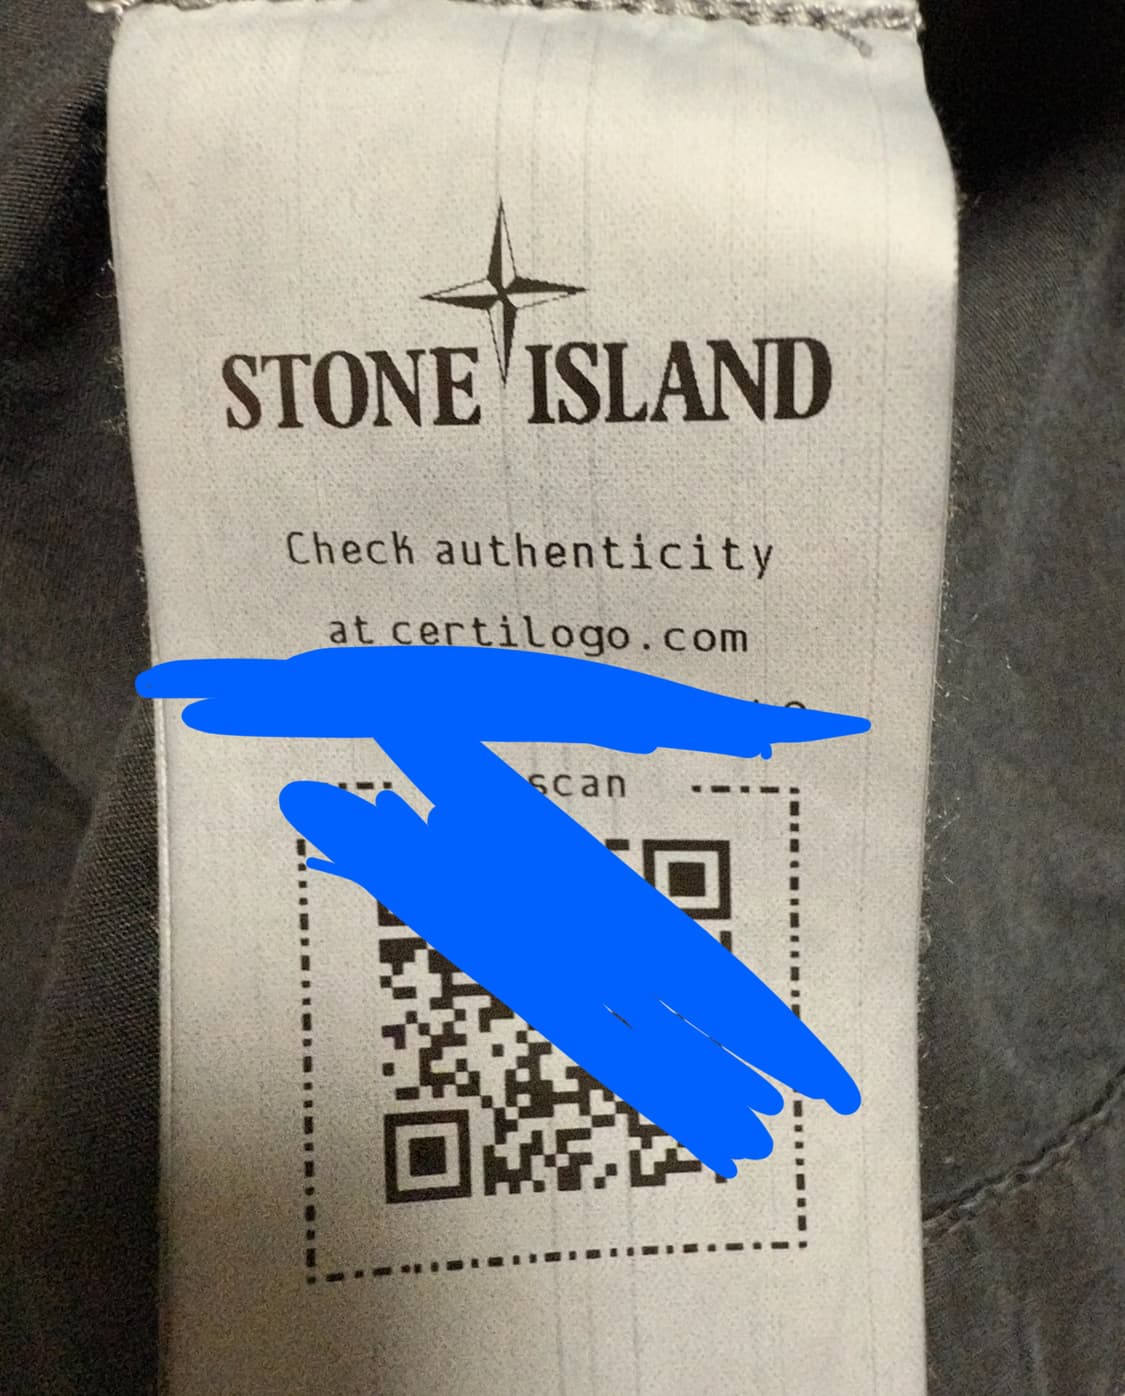 STONE ISLAND
Check authenticity
at certilogo.com
scan